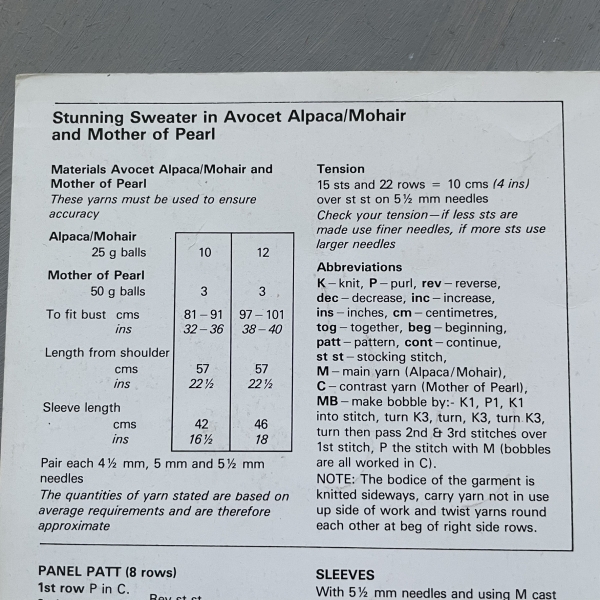 Stunning Sweater in Avocet Alpaca/Mohair
and Mother of Pearl
Materials Avocet Alpaca/Mohair and
Mother of Pearl
These yarns must be used to ensure
accuracy
Alpaca/Mohair
25 g balls 10 12
Mother of Pearl
50 g balls 3 3
To fit bust cms 81–91 97–101
ins 32–36 38–40
Length from shoulder
cms 57 57
ins 22½ 22½
Sleeve length
cms 42 46
ins 16½ 18
Pair each 4½ mm, 5 mm and 5½ mm
needles
The quantities of yarn stated are based on
average requirements and are therefore
approximate
Tension
15 sts and 22 rows = 10 cms (4 ins)
over st st on 5½ mm needles
Check your tension—if less sts are
made use finer needles, if more sts use
larger needles
Abbreviations
K–knit, P–purl, rev–reverse,
dec–decrease, inc–increase,
ins–inches, cm–centimetres,
tog–together, beg–beginning,
patt–pattern, cont–continue,
st st–stocking stitch,
M–main yarn (Alpaca/Mohair),
C–contrast yarn (Mother of Pearl),
MB–make bobble by:- K1, P1, K1
into stitch, turn K3, turn, K3, turn K3,
turn then pass 2nd & 3rd stitches over
1st stitch, P the stitch with M (bobbles
are all worked in C).
NOTE: The bodice of the garment is
knitted sideways, carry yarn not in use
up side of work and twist yarns round
each other at beg of right side rows.
PANEL PATT (8 rows)
1st row P in C.
Rev st st
SLEEVES
With 5½ mm needles and using M cast